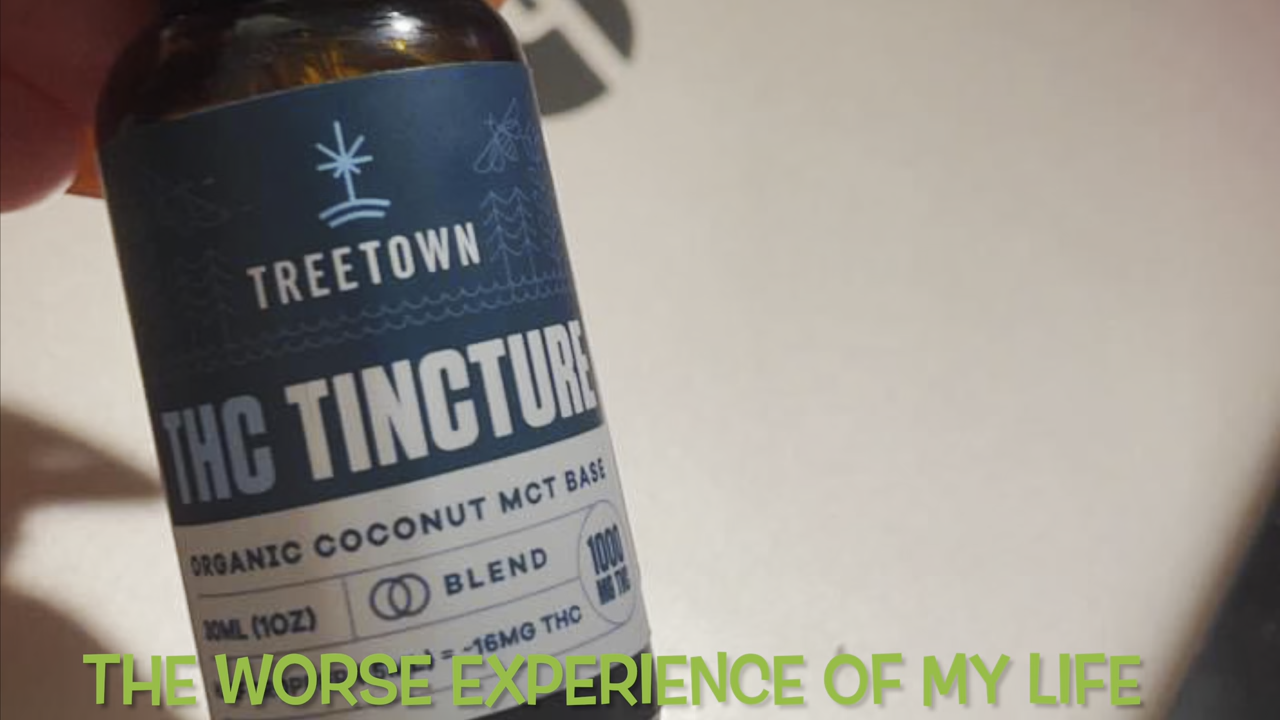 TREETOWN
THC TINCTURE
ORGANIC COCONUT MCT BASE
30ML (1OZ)
BLEND
1000
MG THC
= ~16MG THC
THE WORSE EXPERIENCE OF MY LIFE